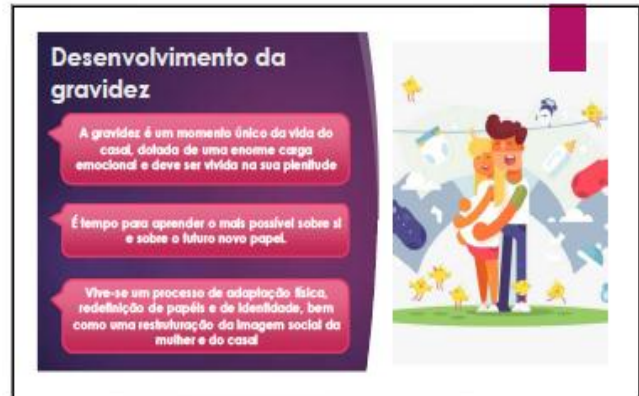 Desenvolvimento da
gravidez
A gravidez é um momento único da vida do
casal, dotada de uma enorme carga
emocional e deve ser vivida na sua plenitude
É tempo para aprender o mais possível sobre si
e sobre o futuro novo papel.
Vive-se um processo de adaptação física,
redefinição de papéis e de identidade, bem
como uma restruturação da imagem social da
mulher e do casal